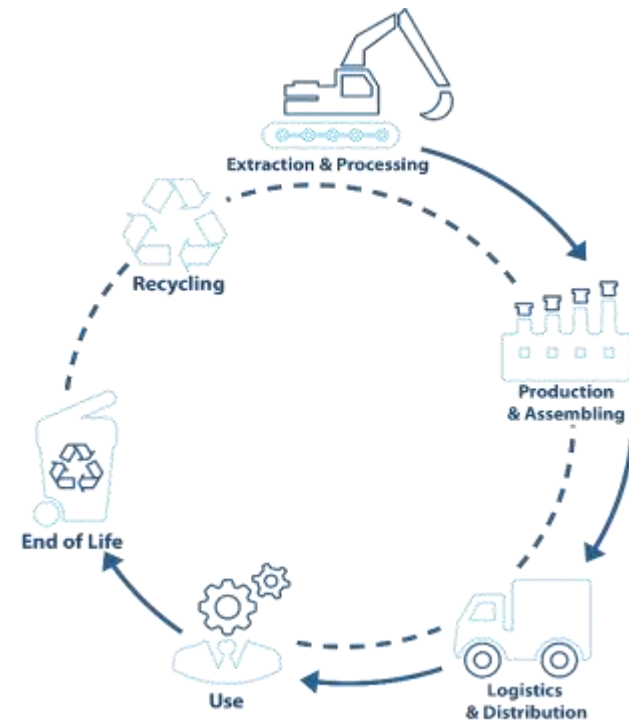 Extraction & Processing
Recycling
Production
& Assembling
End of Life
Use
Logistics
& Distribution